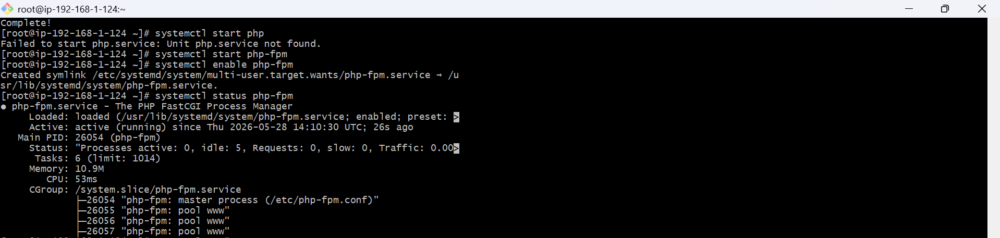 root@ip-192-168-1-124:~
Complete!
[root@ip-192-168-1-124 ~]# systemctl start php
Failed to start php.service: Unit php.service not found.
[root@ip-192-168-1-124 ~]# systemctl start php-fpm
[root@ip-192-168-1-124 ~]# systemctl enable php-fpm
Created symlink /etc/systemd/system/multi-user.target.wants/php-fpm.service → /u
sr/lib/systemd/system/php-fpm.service.
[root@ip-192-168-1-124 ~]# systemctl status php-fpm
● php-fpm.service - The PHP FastCGI Process Manager
     Loaded: loaded (/usr/lib/systemd/system/php-fpm.service; enabled; preset: >
     Active: active (running) since Thu 2026-05-28 14:10:30 UTC; 26s ago
   Main PID: 26054 (php-fpm)
     Status: "Processes active: 0, idle: 5, Requests: 0, slow: 0, Traffic: 0.00>
      Tasks: 6 (limit: 1014)
     Memory: 10.9M
        CPU: 53ms
     CGroup: /system.slice/php-fpm.service
             ├─26054 "php-fpm: master process (/etc/php-fpm.conf)"
             ├─26055 "php-fpm: pool www"
             ├─26056 "php-fpm: pool www"
             ├─26057 "php-fpm: pool www"